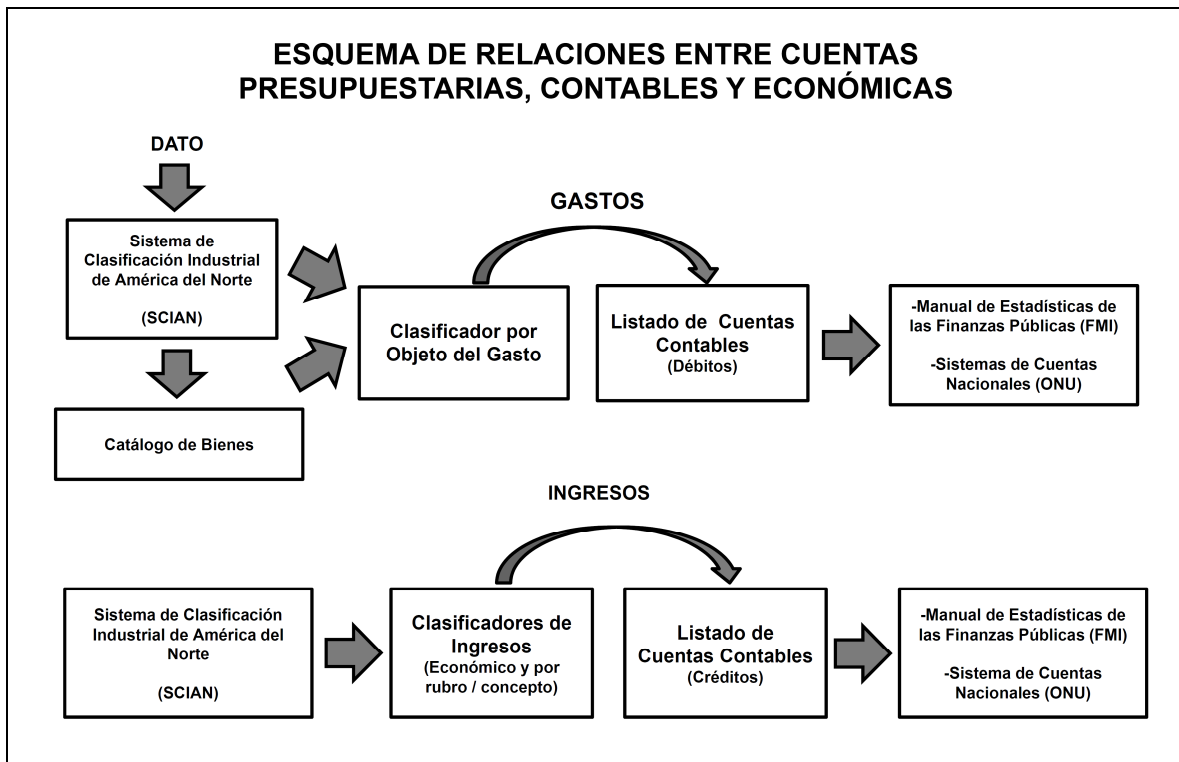 ESQUEMA DE RELACIONES ENTRE CUENTAS
PRESUPUESTARIAS, CONTABLES Y ECONÓMICAS
DATO
GASTOS
Sistema de
Clasificación Industrial
de América del Norte
(SCIAN)
Clasificador por
Objeto del Gasto
Listado de Cuentas
Contables
(Débitos)
-Manual de Estadísticas de
las Finanzas Públicas (FMI)
-Sistemas de Cuentas
Nacionales (ONU)
Catálogo de Bienes
INGRESOS
Sistema de Clasificación
Industrial de América del
Norte
(SCIAN)
Clasificadores de
Ingresos
(Económico y por
rubro / concepto)
Listado de
Cuentas Contables
(Créditos)
-Manual de Estadísticas de
las Finanzas Públicas (FMI)
-Sistema de Cuentas
Nacionales (ONU)